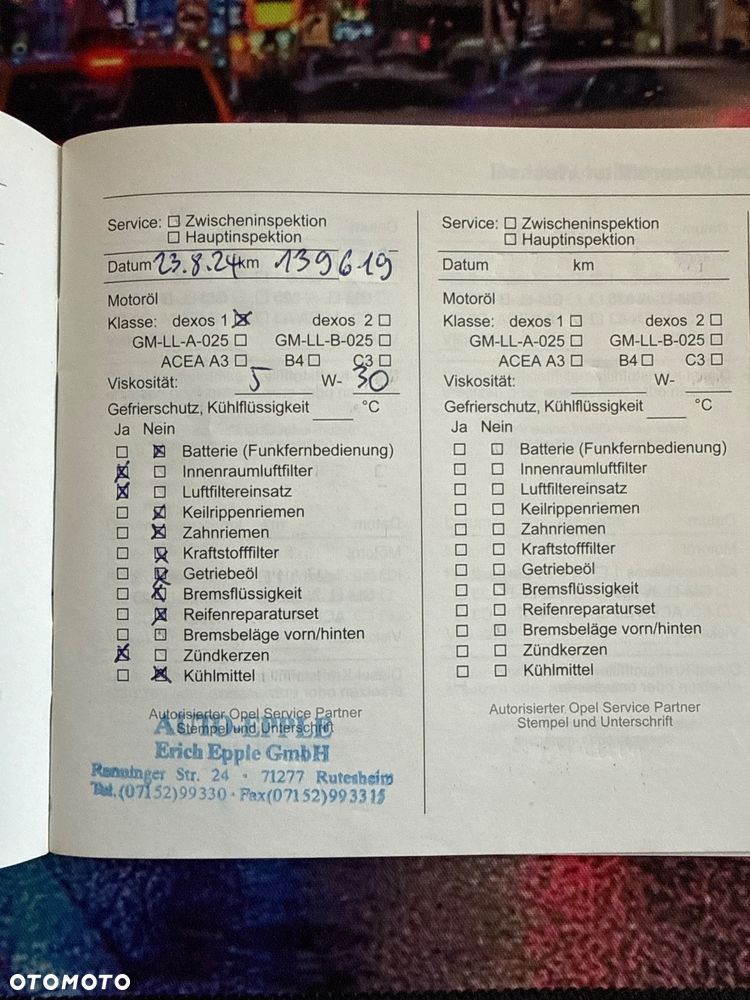 Service: ☐ Zwischeninspektion
☐ Hauptinspektion
Datum 23.8.24 km 139619
Motoröl
Klasse: dexos 1 ☒ dexos 2 ☐
GM-LL-A-025 ☐ GM-LL-B-025 ☐
ACEA A3 ☐ B4 ☐ C3 ☐
Viskosität: 5 W- 30
Gefrierschutz, Kühlflüssigkeit ____ °C
Ja Nein
☐ ☒ Batterie (Funkfernbedienung)
☒ ☐ Innenraumluftfilter
☒ ☐ Luftfiltereinsatz
☐ ☒ Keilrippenriemen
☐ ☒ Zahnriemen
☐ ☒ Kraftstofffilter
☐ ☒ Getriebeöl
☐ ☒ Bremsflüssigkeit
☐ ☒ Reifenreparaturset
☐ ☐ Bremsbeläge vorn/hinten
☒ ☐ Zündkerzen
☐ ☒ Kühlmittel
Autorisierter Opel Service Partner
Stempel und Unterschrift
AUTO EPPLE
Erich Epple GmbH
Renninger Str. 24 · 71277 Rutesheim
Tel. (07152) 99330 · Fax (07152) 993315
Service: ☐ Zwischeninspektion
☐ Hauptinspektion
Datum km
Motoröl
Klasse: dexos 1 ☐ dexos 2 ☐
GM-LL-A-025 ☐ GM-LL-B-025 ☐
ACEA A3 ☐ B4 ☐ C3 ☐
Viskosität: ____ W- ____
Gefrierschutz, Kühlflüssigkeit ____ °C
Ja Nein
☐ ☐ Batterie (Funkfernbedienung)
☐ ☐ Innenraumluftfilter
☐ ☐ Luftfiltereinsatz
☐ ☐ Keilrippenriemen
☐ ☐ Zahnriemen
☐ ☐ Kraftstofffilter
☐ ☐ Getriebeöl
☐ ☐ Bremsflüssigkeit
☐ ☐ Reifenreparaturset
☐ ☐ Bremsbeläge vorn/hinten
☐ ☐ Zündkerzen
☐ ☐ Kühlmittel
Autorisierter Opel Service Partner
Stempel und Unterschrift
OTOMOTO